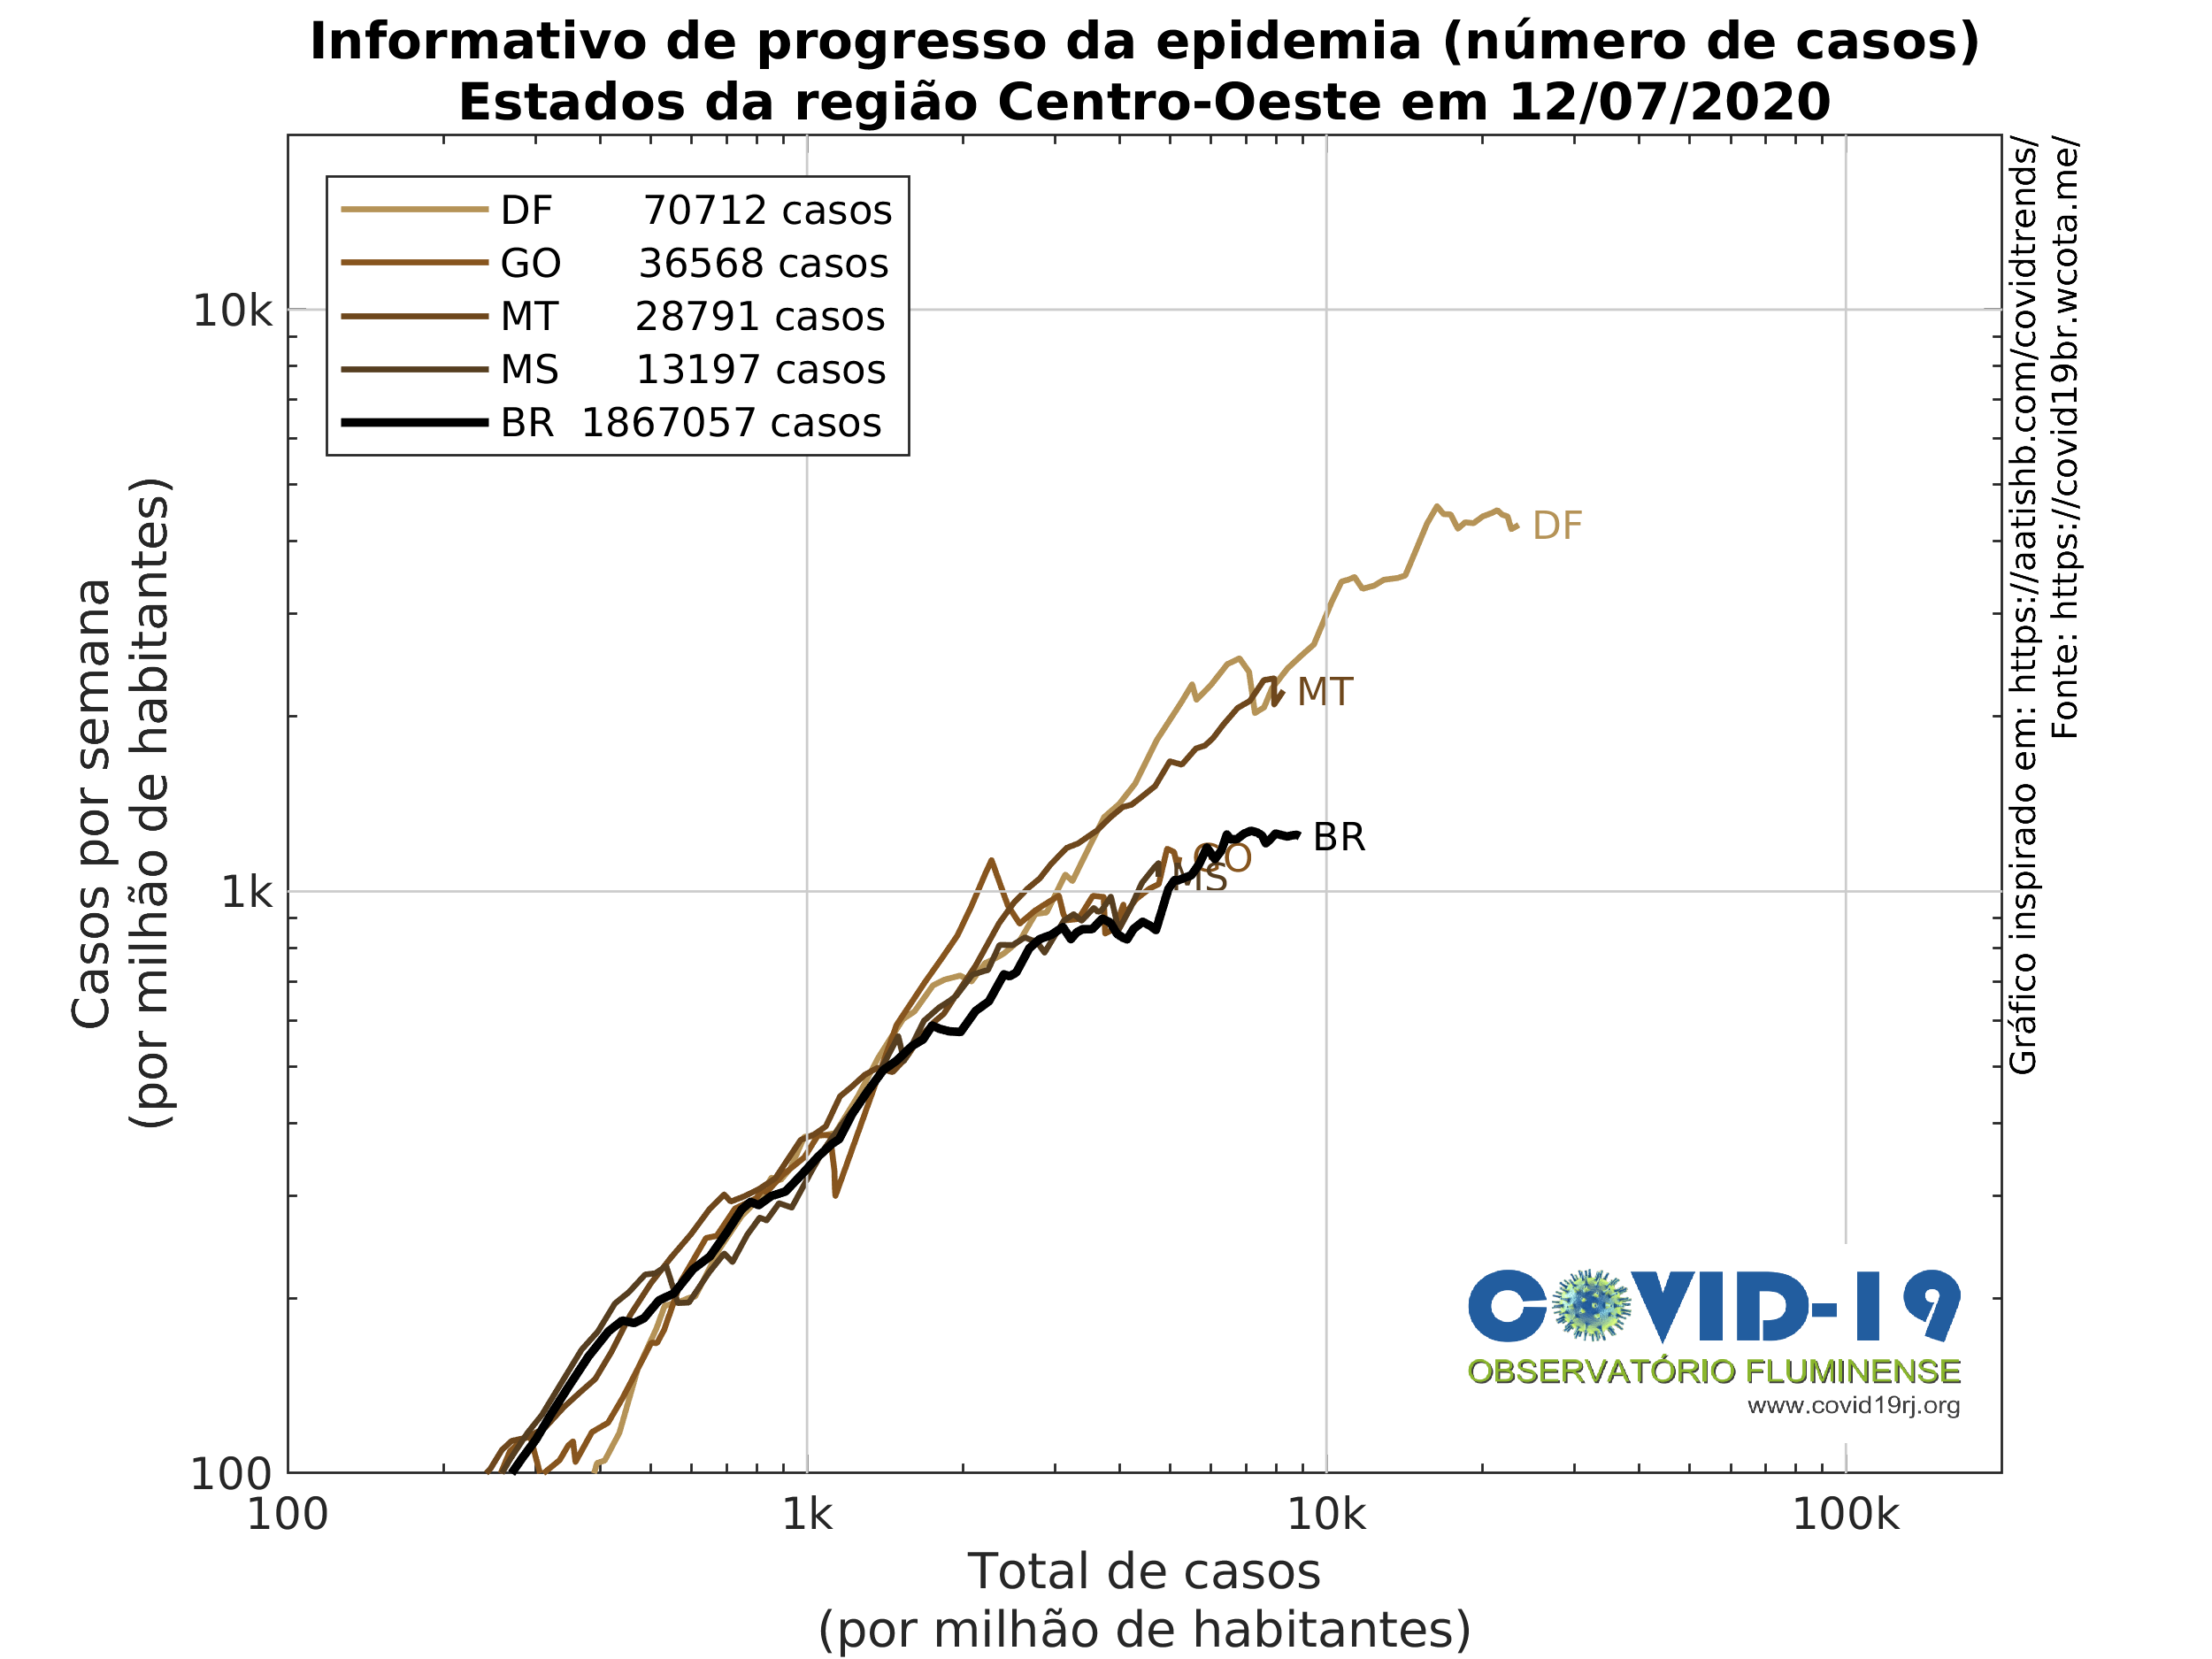 Informativo de progresso da epidemia (número de casos)
Estados da região Centro-Oeste em 12/07/2020
DF 70712 casos
GO 36568 casos
MT 28791 casos
MS 13197 casos
BR 1867057 casos
10k
1k
100
Casos por semana
(por milhão de habitantes)
DF
MT
BR
GO
MS
Gráfico inspirado em: https://aatishb.com/covidtrends/
Fonte: https://covid19br.wcota.me/
COVID-19
OBSERVATÓRIO FLUMINENSE
www.covid19rj.org
100 1k 10k 100k
Total de casos
(por milhão de habitantes)